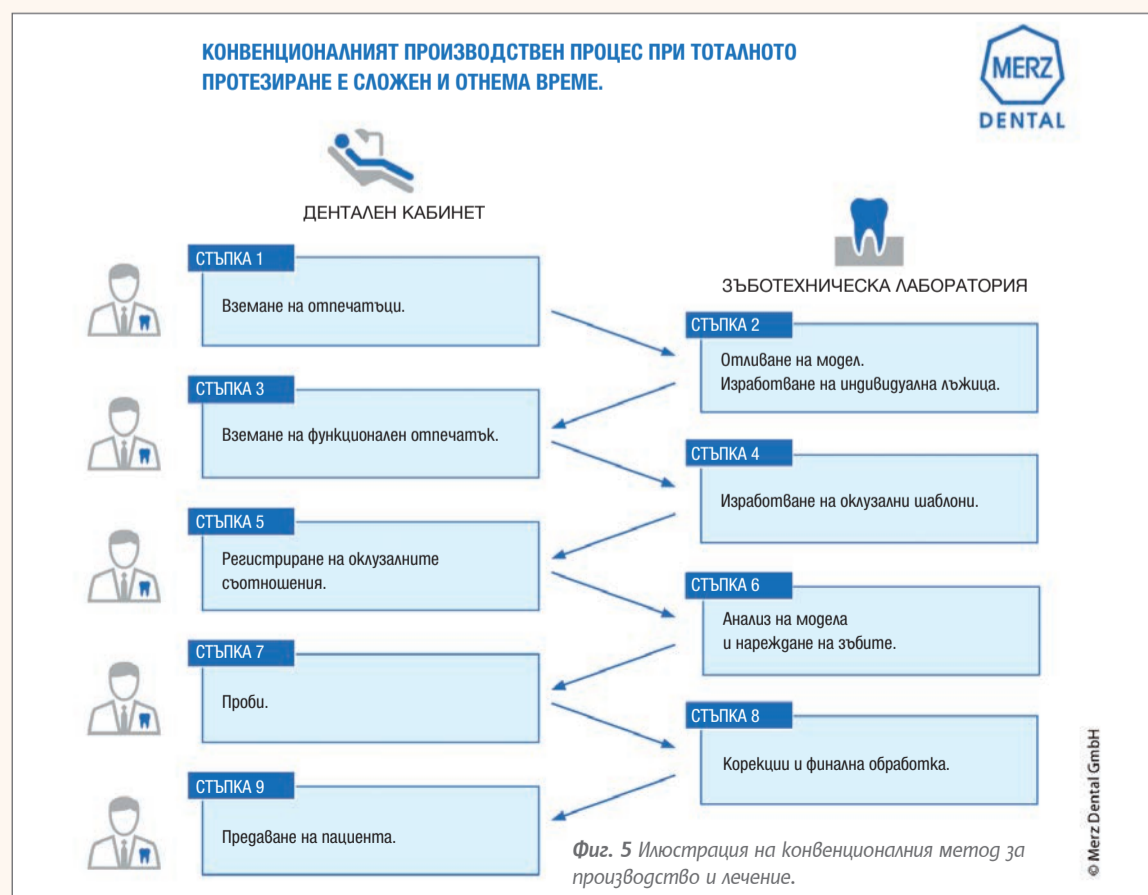 КОНВЕНЦИОНАЛНИЯТ ПРОИЗВОДСТВЕН ПРОЦЕС ПРИ ТОТАЛНОТО
ПРОТЕЗИРАНЕ Е СЛОЖЕН И ОТНЕМА ВРЕМЕ.
MERZ
DENTAL
ДЕНТАЛЕН КАБИНЕТ
ЗЪБОТЕХНИЧЕСКА ЛАБОРАТОРИЯ
СТЪПКА 1
Вземане на отпечатъци.
СТЪПКА 2
Отливане на модел.
Изработване на индивидуална лъжица.
СТЪПКА 3
Вземане на функционален отпечатък.
СТЪПКА 4
Изработване на оклузални шаблони.
СТЪПКА 5
Регистриране на оклузалните
съотношения.
СТЪПКА 6
Анализ на модела
и нареждане на зъбите.
СТЪПКА 7
Проби.
СТЪПКА 8
Корекции и финална обработка.
СТЪПКА 9
Предаване на пациента.
Фиг. 5 Илюстрация на конвенционалния метод за
производство и лечение.
© Merz Dental GmbH